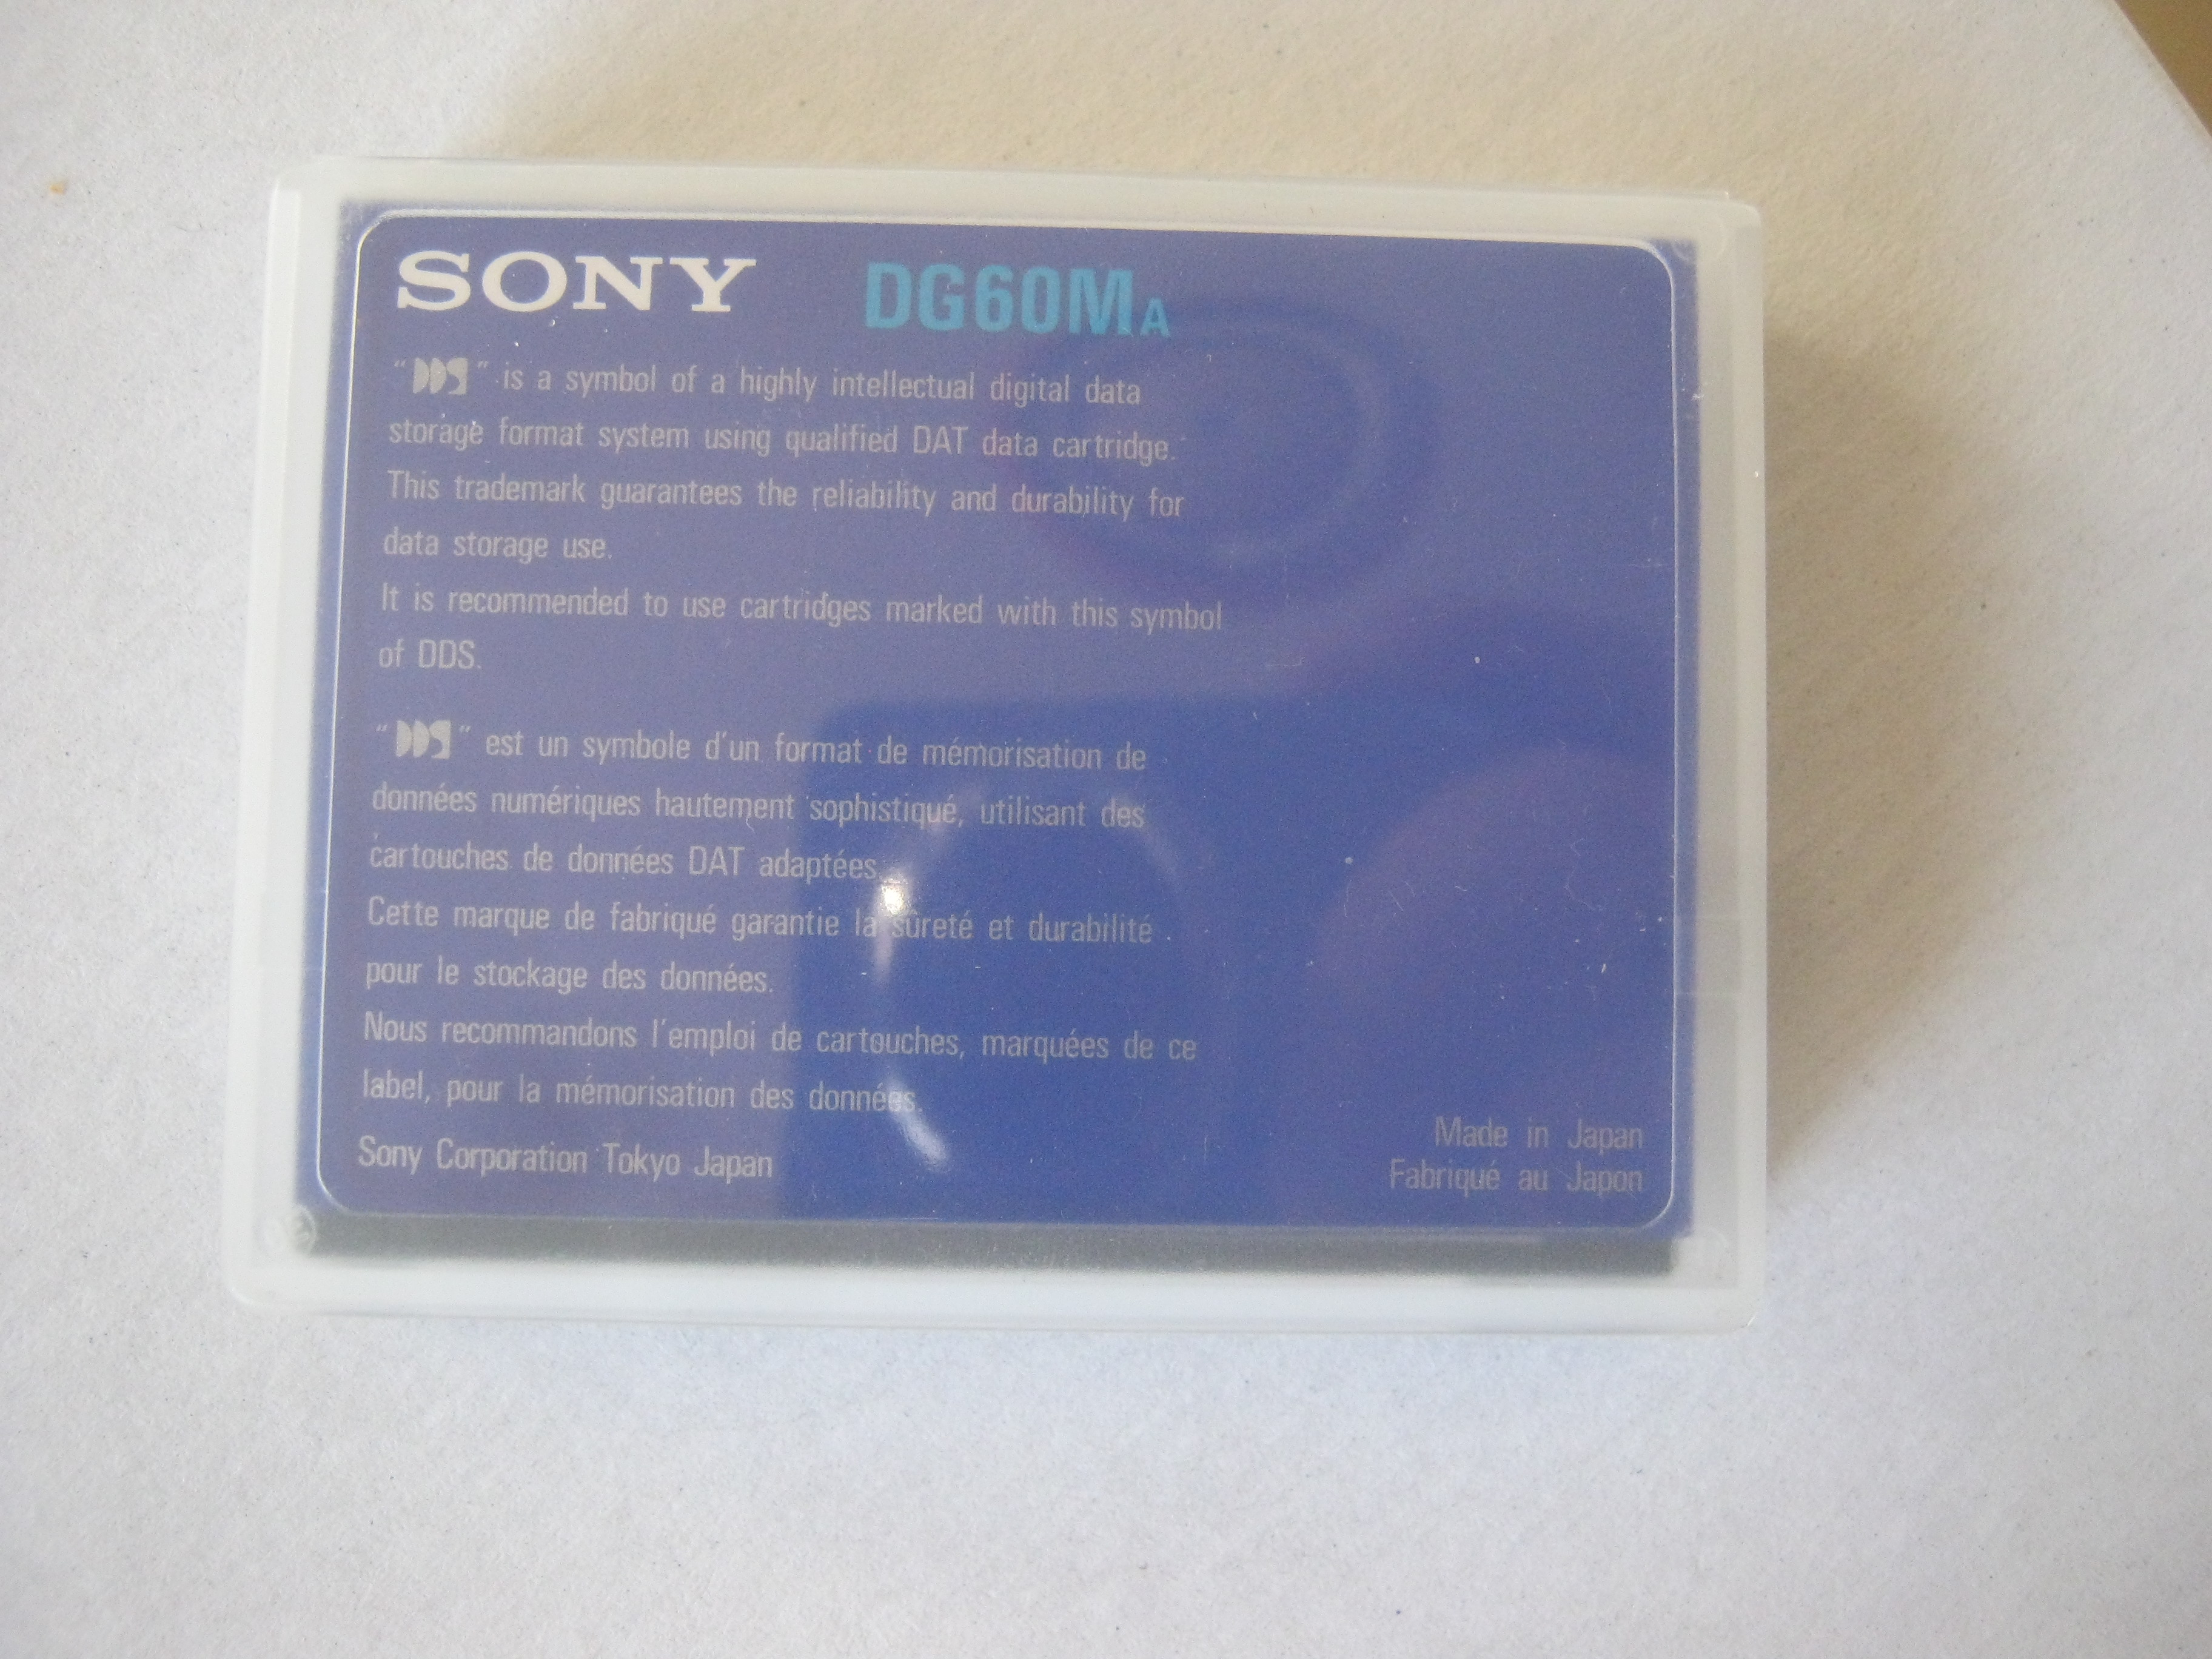 SONY DG60MA
"DDS" is a symbol of a highly intellectual digital data
storage format system using qualified DAT data cartridge.
This trademark guarantees the reliability and durability for
data storage use.
It is recommended to use cartridges marked with this symbol
of DDS.
"DDS" est un symbole d'un format de mémorisation de
données numériques hautement sophistiqué, utilisant des
cartouches de données DAT adaptées.
Cette marque de fabriqué garantie la sûreté et durabilité
pour le stockage des données.
Nous recommandons l'emploi de cartouches, marquées de ce
label, pour la mémorisation des données.
Sony Corporation Tokyo Japan
Made in Japan
Fabriqué au Japon